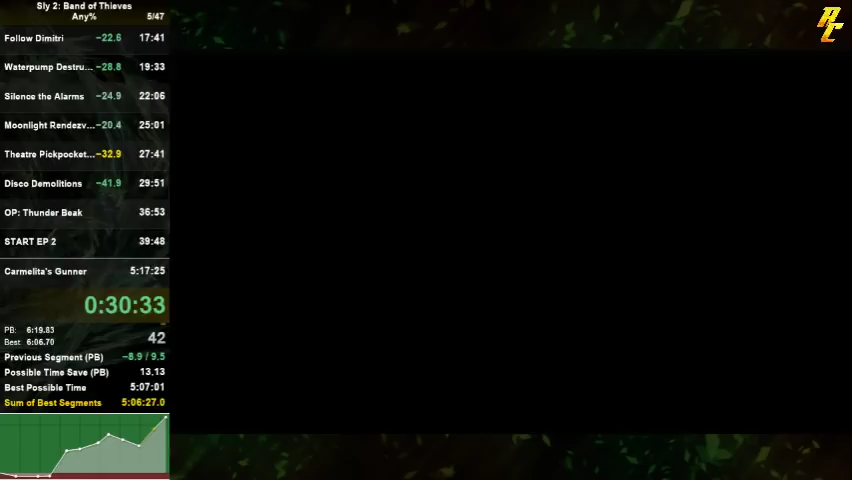 Sly 2: Band of Thieves
Any% 5/47
Follow Dimitri −22.6 17:41
Waterpump Destru... −28.8 19:33
Silence the Alarms −24.9 22:06
Moonlight Rendezv... −20.4 25:01
Theatre Pickpocket... −32.9 27:41
Disco Demolitions −41.9 29:51
OP: Thunder Beak 36:53
START EP 2 39:48
Carmelita's Gunner 5:17:25
0:30:33
PB: 6:19.83
Best: 6:06.70
42
Previous Segment (PB) −8.9 / 9.5
Possible Time Save (PB) 13.13
Best Possible Time 5:07:01
Sum of Best Segments 5:06:27.0